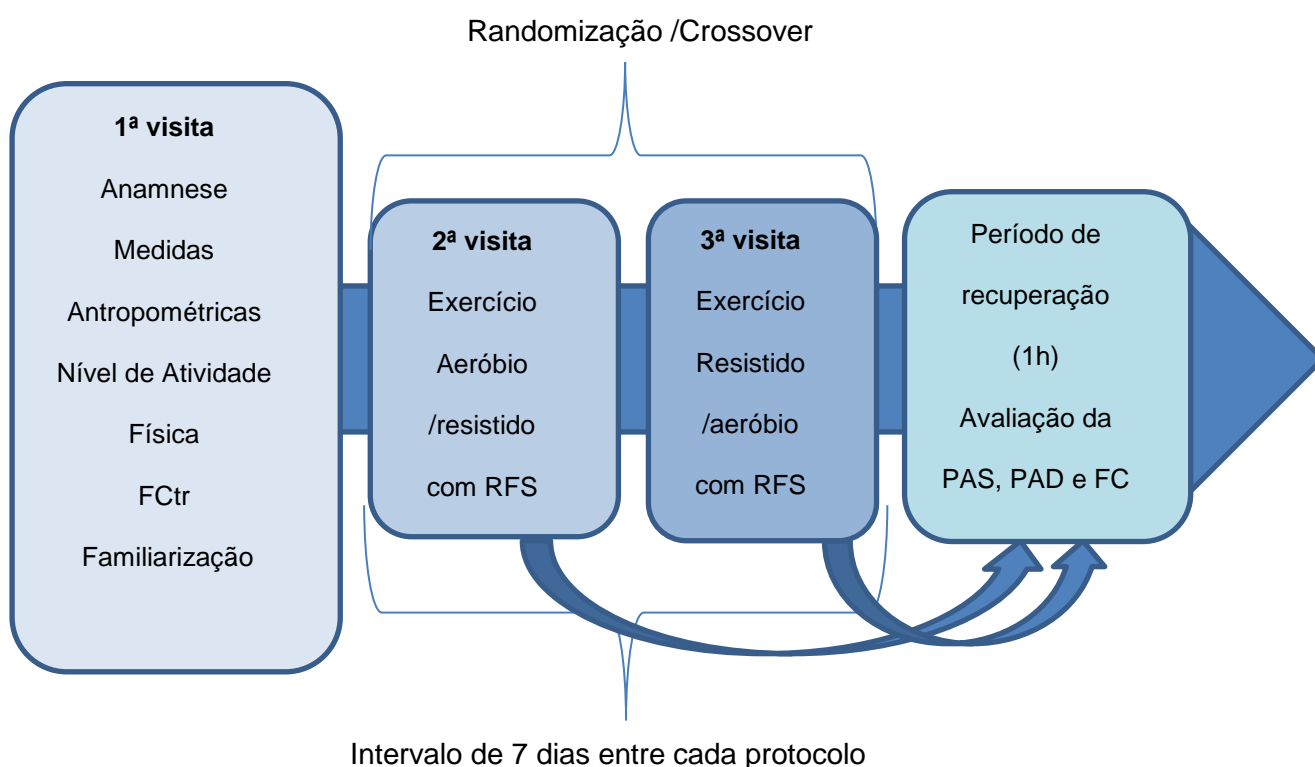 Randomização /Crossover
1ª visita
Anamnese
Medidas
Antropométricas
Nível de Atividade
Física
FCtr
Familiarização
2ª visita
Exercício
Aeróbio
/resistido
com RFS
3ª visita
Exercício
Resistido
/aeróbio
com RFS
Período de
recuperação
(1h)
Avaliação da
PAS, PAD e FC
Intervalo de 7 dias entre cada protocolo